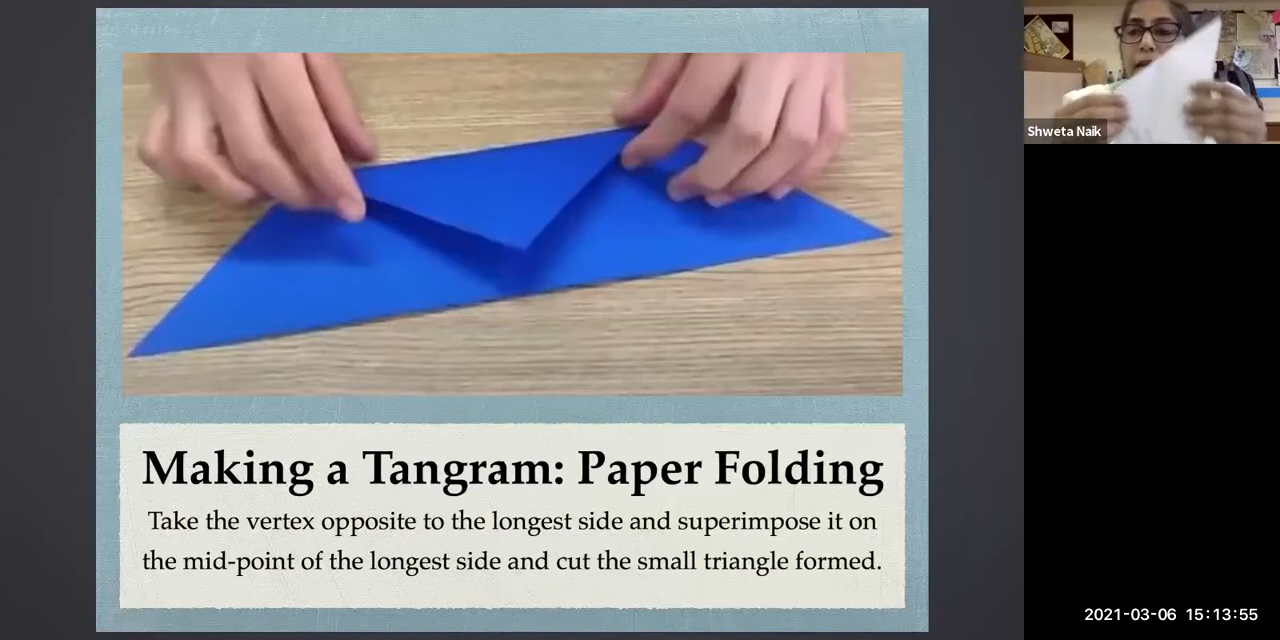 Shweta Naik
Making a Tangram: Paper Folding
Take the vertex opposite to the longest side and superimpose it on
the mid-point of the longest side and cut the small triangle formed.
2021-03-06 15:13:55